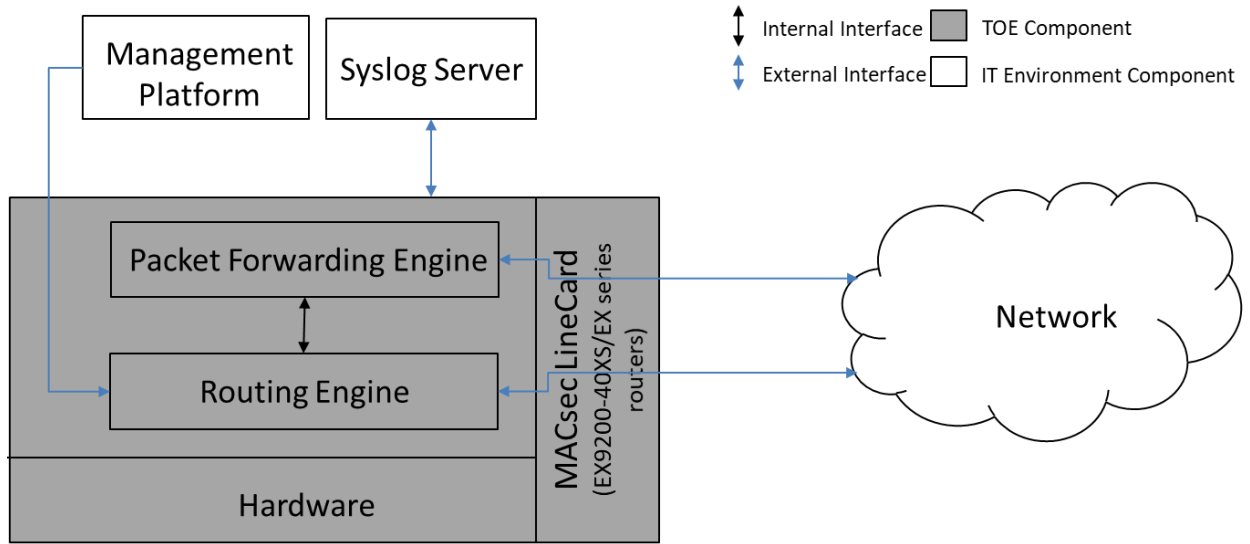 Management
Platform
Syslog Server
Internal Interface
TOE Component
External Interface
IT Environment Component
Packet Forwarding Engine
Routing Engine
Hardware
MACsec LineCard
(EX9200-40XS/EX series
routers)
Network